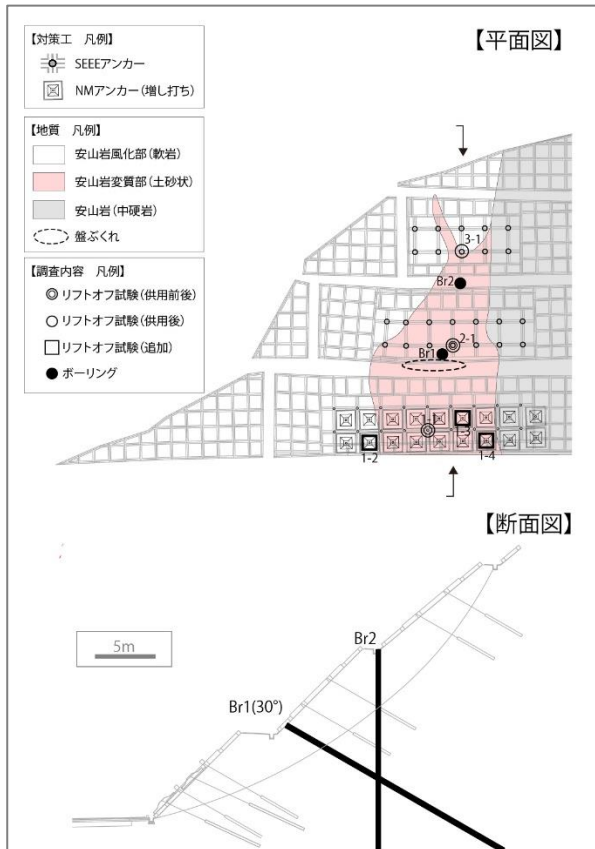 【対策工 凡例】
SEEEアンカー
NMアンカー(増し打ち)
【地質 凡例】
安山岩風化部(軟岩)
安山岩変質部(土砂状)
安山岩(中硬岩)
盤ぶくれ
【調査内容 凡例】
リフトオフ試験(供用前後)
リフトオフ試験(供用後)
リフトオフ試験(追加)
ボーリング
【平面図】
3-1
Br2
2-1
Br1
1-1
1-3
1-2
1-4
【断面図】
5m
Br2
Br1(30°)